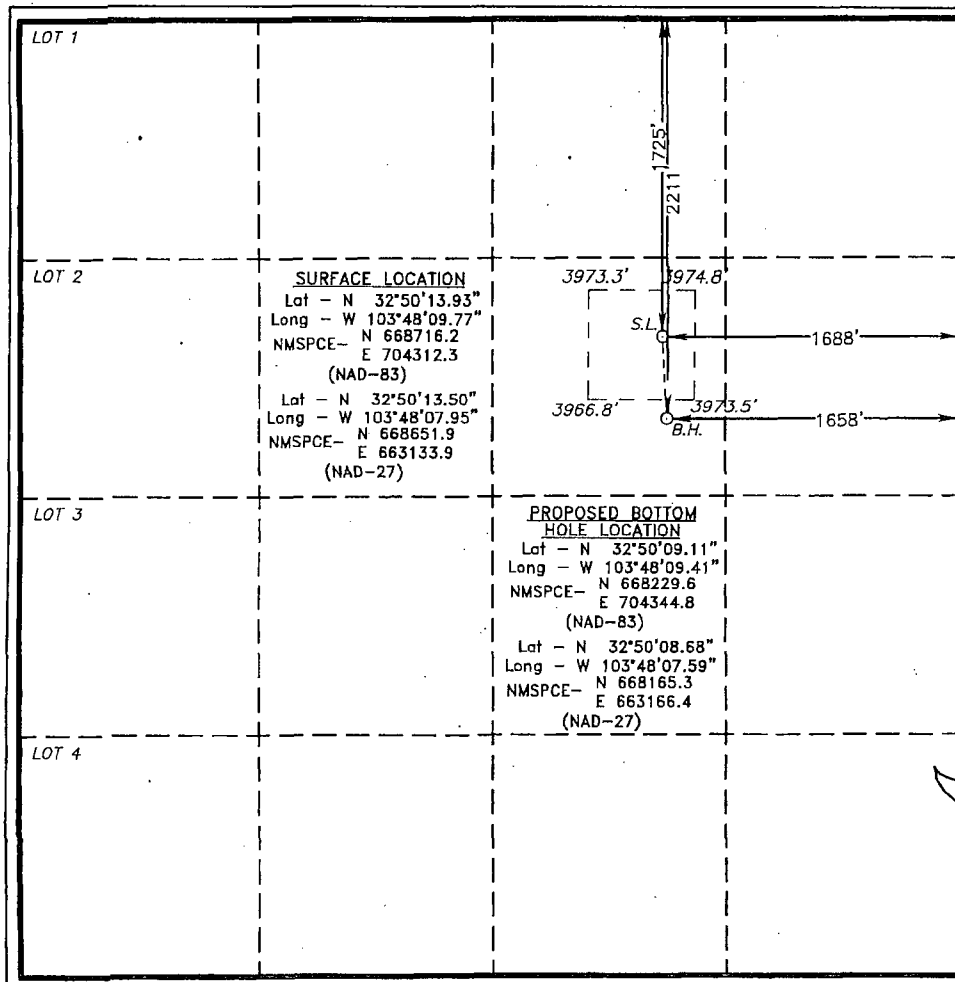 LOT 1
1725'
2211
LOT 2
SURFACE LOCATION
Lat - N 32°50'13.93"
Long - W 103°48'09.77"
NMSPCE- N 668716.2
E 704312.3
(NAD-83)
Lat - N 32°50'13.50"
Long - W 103°48'07.95"
NMSPCE- N 668651.9
E 663133.9
(NAD-27)
3973.3' 3974.8'
S.L.
1688'
3966.8' 3973.5'
B.H.
1658'
LOT 3
PROPOSED BOTTOM
HOLE LOCATION
Lat - N 32°50'09.11"
Long - W 103°48'09.41"
NMSPCE- N 668229.6
E 704344.8
(NAD-83)
Lat - N 32°50'08.68"
Long - W 103°48'07.59"
NMSPCE- N 668165.3
E 663166.4
(NAD-27)
LOT 4